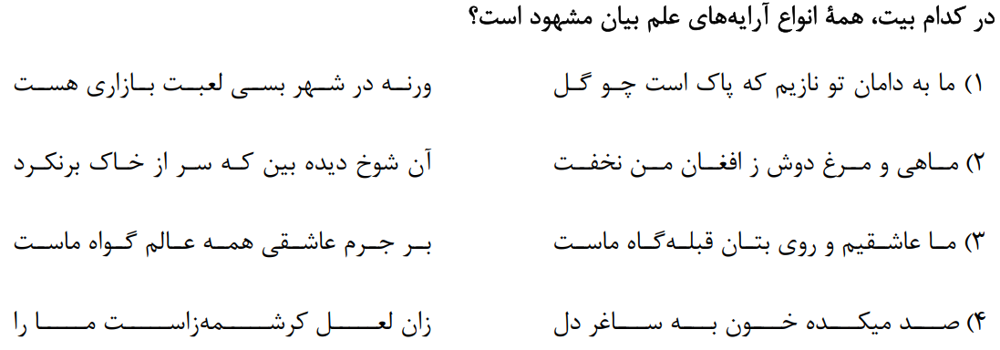 در کدام بیت، همهٔ انواع آرایه‌های علم بیان مشهود است؟
۱) ما به دامان تو نازیم که پاک است چو گل ورنه در شهر بسی لعبت بازاری هست
۲) ماهی و مرغ دوش ز افغان من نخفت آن شوخ دیده بین که سر از خاک برنکرد
۳) ما عاشقیم و روی بتان قبله‌گاه ماست بر جرم عاشقی همه عالم گواه ماست
۴) صد میکده خون به ساغر دل زان لعل کرشمه‌زاست ما را